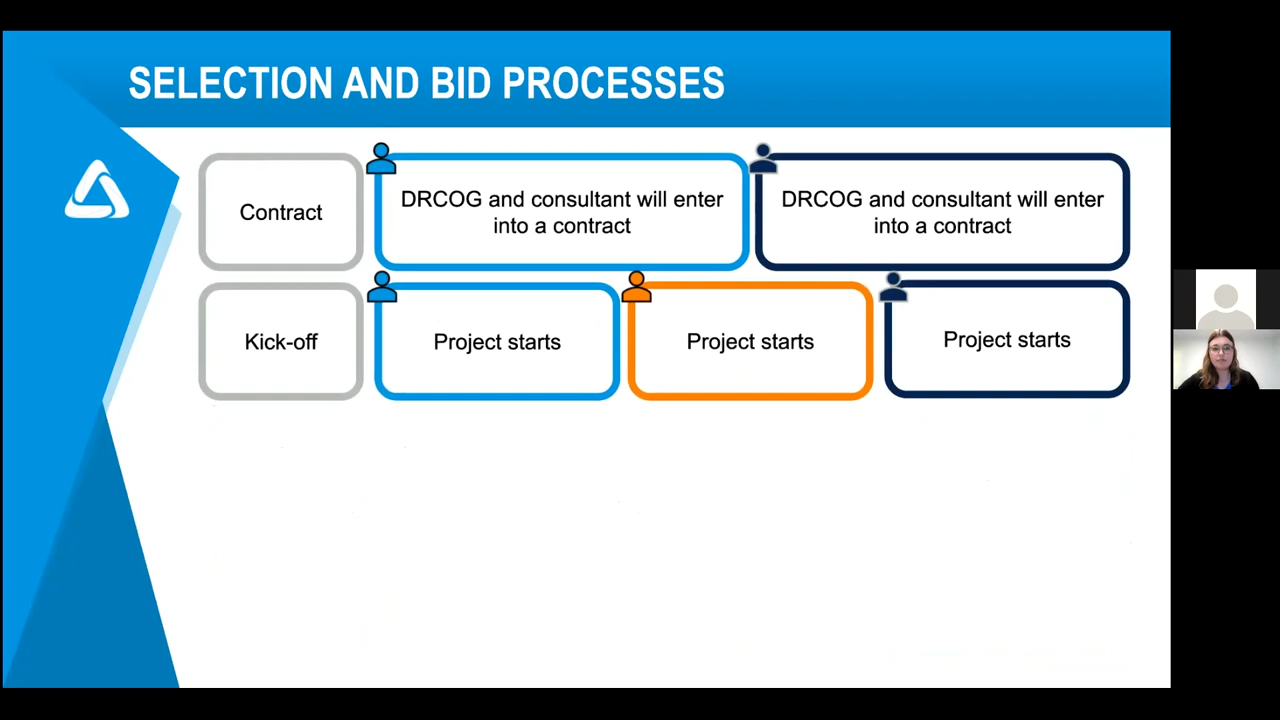 SELECTION AND BID PROCESSES
Contract
DRCOG and consultant will enter
into a contract
DRCOG and consultant will enter
into a contract
Kick-off
Project starts
Project starts
Project starts